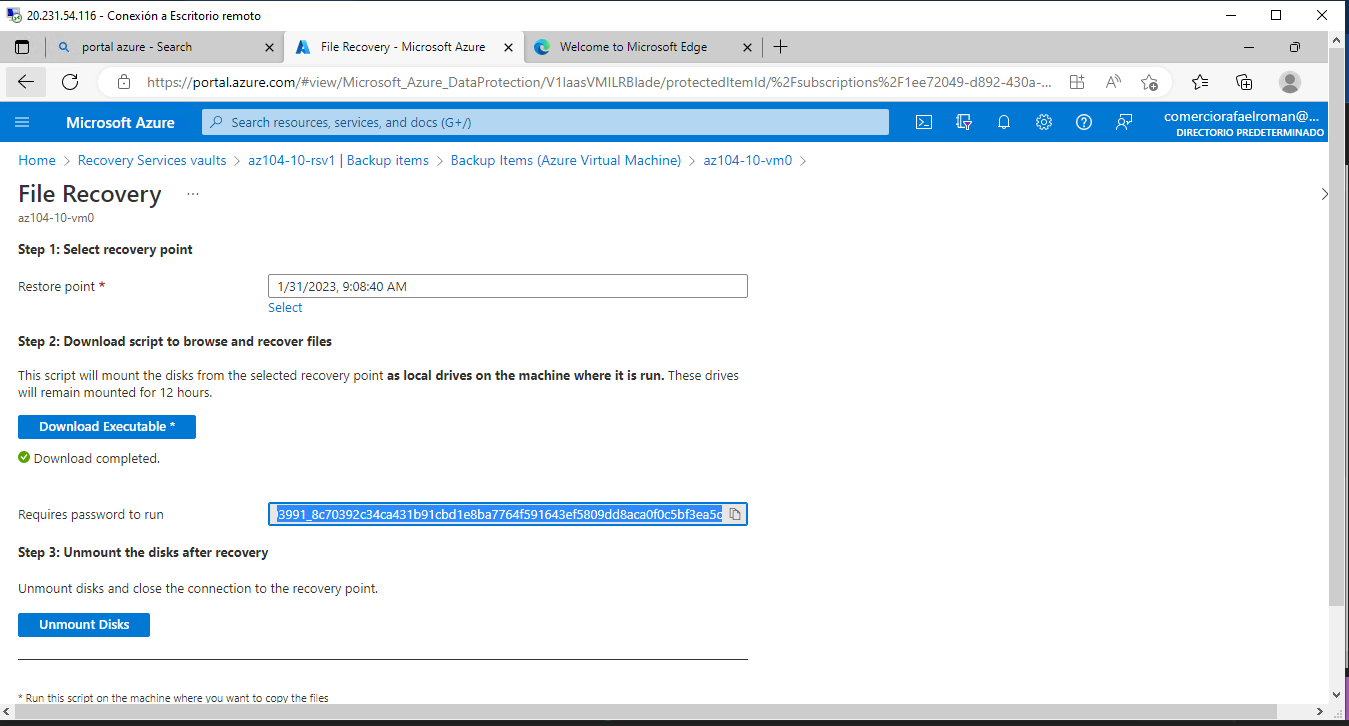 20.231.54.116 - Conexión a Escritorio remoto
portal azure - Search
File Recovery - Microsoft Azure
Welcome to Microsoft Edge
https://portal.azure.com/#view/Microsoft_Azure_DataProtection/V1IaasVMILRBlade/protectedItemId/%2Fsubscriptions%2F1ee72049-d892-430a-...
Microsoft Azure
Search resources, services, and docs (G+/)
comerciorafaelroman@...
DIRECTORIO PREDETERMINADO
Home > Recovery Services vaults > az104-10-rsv1 | Backup items > Backup Items (Azure Virtual Machine) > az104-10-vm0 >
File Recovery ...
az104-10-vm0
Step 1: Select recovery point
Restore point *
1/31/2023, 9:08:40 AM
Select
Step 2: Download script to browse and recover files
This script will mount the disks from the selected recovery point as local drives on the machine where it is run. These drives
will remain mounted for 12 hours.
Download Executable *
Download completed.
Requires password to run
3991_8c70392c34ca431b91cbd1e8ba7764f591643ef5809dd8aca0f0c5bf3ea5c
Step 3: Unmount the disks after recovery
Unmount disks and close the connection to the recovery point.
Unmount Disks
* Run this script on the machine where you want to copy the files